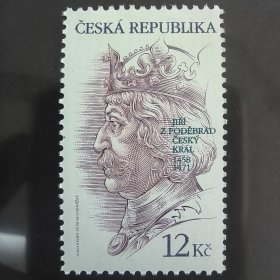 ČESKÁ REPUBLIKA
JIŘÍ
Z PODĚBRAD
ČESKÝ
KRÁL
1458
1471
12 Kč